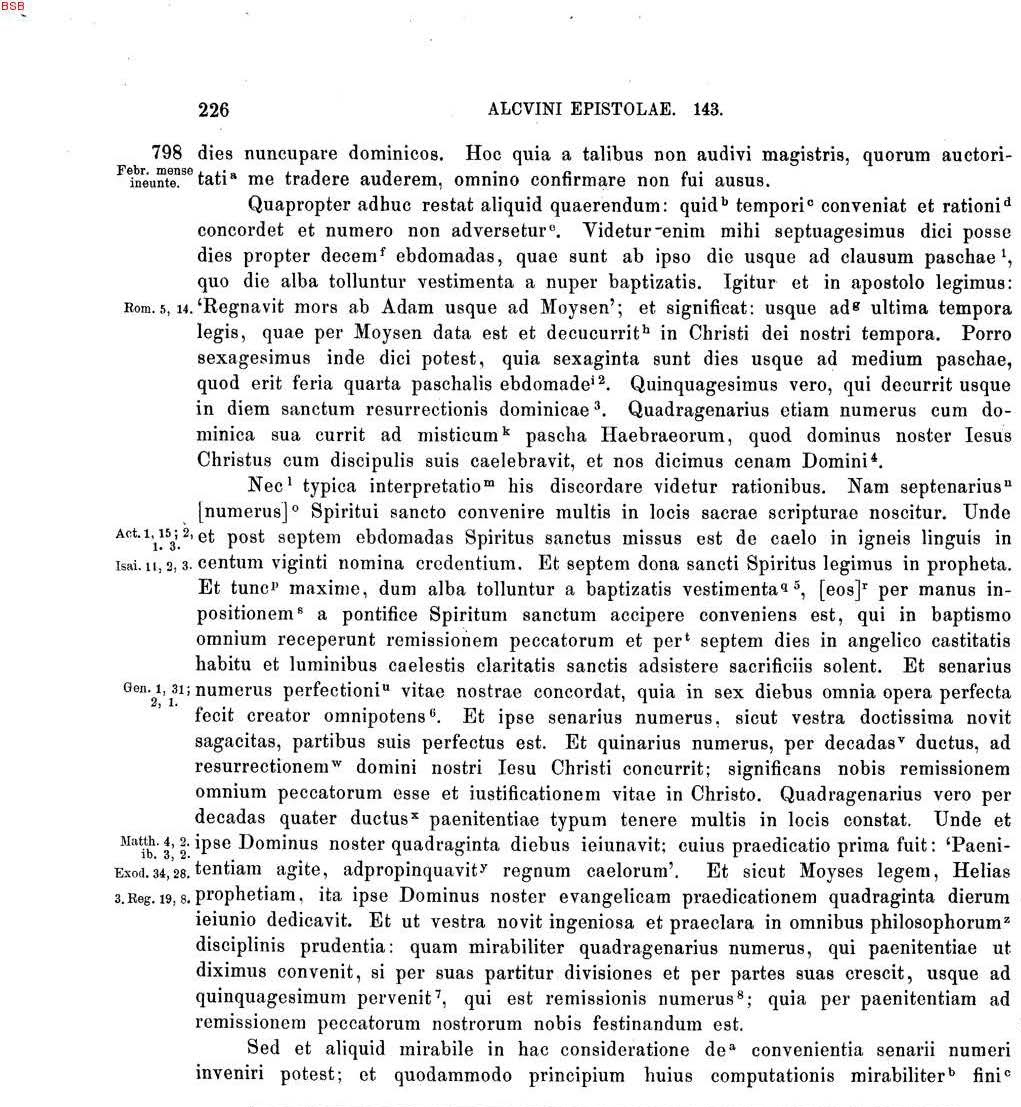 BSB
226 ALCVINI EPISTOLAE. 143.
798 dies nuncupare dominicos. Hoc quia a talibus non audivi magistris, quorum auctori-
Febr. mense ineunte. tati ᵃ me tradere auderem, omnino confirmare non fui ausus.
Quapropter adhuc restat aliquid quaerendum: quid ᵇ tempori ᶜ conveniat et rationi ᵈ
concordet et numero non adversetur ᵉ. Videtur enim mihi septuagesimus dici posse
dies propter decem ᶠ ebdomadas, quae sunt ab ipso die usque ad clausum paschae ¹,
quo die alba tolluntur vestimenta a nuper baptizatis. Igitur et in apostolo legimus:
Rom. 5, 14. ‘Regnavit mors ab Adam usque ad Moysen’; et significat: usque ad ᵍ ultima tempora
legis, quae per Moysen data est et decucurrit ʰ in Christi dei nostri tempora. Porro
sexagesimus inde dici potest, quia sexaginta sunt dies usque ad medium paschae,
quod erit feria quarta paschalis ebdomade ⁱ ². Quinquagesimus vero, qui decurrit usque
in diem sanctum resurrectionis dominicae ³. Quadragenarius etiam numerus cum do-
minica sua currit ad misticum ᵏ pascha Haebraeorum, quod dominus noster Iesus
Christus cum discipulis suis caelebravit, et nos dicimus cenam Domini ⁴.
Nec ˡ typica interpretatio ᵐ his discordare videtur rationibus. Nam septenarius ⁿ
[numerus] ᵒ Spiritui sancto convenire multis in locis sacrae scripturae noscitur. Unde
Act. 1, 15; 2, 1. 3. et post septem ebdomadas Spiritus sanctus missus est de caelo in igneis linguis in
Isai. 11, 2, 3. centum viginti nomina credentium. Et septem dona sancti Spiritus legimus in propheta.
Et tunc ᵖ maxime, dum alba tolluntur a baptizatis vestimenta q ⁵, [eos] ʳ per manus in-
positionem ˢ a pontifice Spiritum sanctum accipere conveniens est, qui in baptismo
omnium receperunt remissionem peccatorum et per ᵗ septem dies in angelico castitatis
habitu et luminibus caelestis claritatis sanctis adsistere sacrificiis solent. Et senarius
Gen. 1, 31; 2, 1. numerus perfectioni ᵘ vitae nostrae concordat, quia in sex diebus omnia opera perfecta
fecit creator omnipotens ⁶. Et ipse senarius numerus, sicut vestra doctissima novit
sagacitas, partibus suis perfectus est. Et quinarius numerus, per decadas ᵛ ductus, ad
resurrectionem ʷ domini nostri Iesu Christi concurrit; significans nobis remissionem
omnium peccatorum esse et iustificationem vitae in Christo. Quadragenarius vero per
decadas quater ductus ˣ paenitentiae typum tenere multis in locis constat. Unde et
Matth. 4, 2. ib. 3, 2. ipse Dominus noster quadraginta diebus ieiunavit; cuius praedicatio prima fuit: ‘Paeni-
Exod. 34, 28. tentiam agite, adpropinquavit ʸ regnum caelorum’. Et sicut Moyses legem, Helias
3. Reg. 19, 8. prophetiam, ita ipse Dominus noster evangelicam praedicationem quadraginta dierum
ieiunio dedicavit. Et ut vestra novit ingeniosa et praeclara in omnibus philosophorum ᶻ
disciplinis prudentia: quam mirabiliter quadragenarius numerus, qui paenitentiae ut
diximus convenit, si per suas partitur divisiones et per partes suas crescit, usque ad
quinquagesimum pervenit ⁷, qui est remissionis numerus ⁸; quia per paenitentiam ad
remissionem peccatorum nostrorum nobis festinandum est.
Sed et aliquid mirabile in hac consideratione de ᵃ convenientia senarii numeri
inveniri potest; et quodammodo principium huius computationis mirabiliter ᵇ fini ᶜ